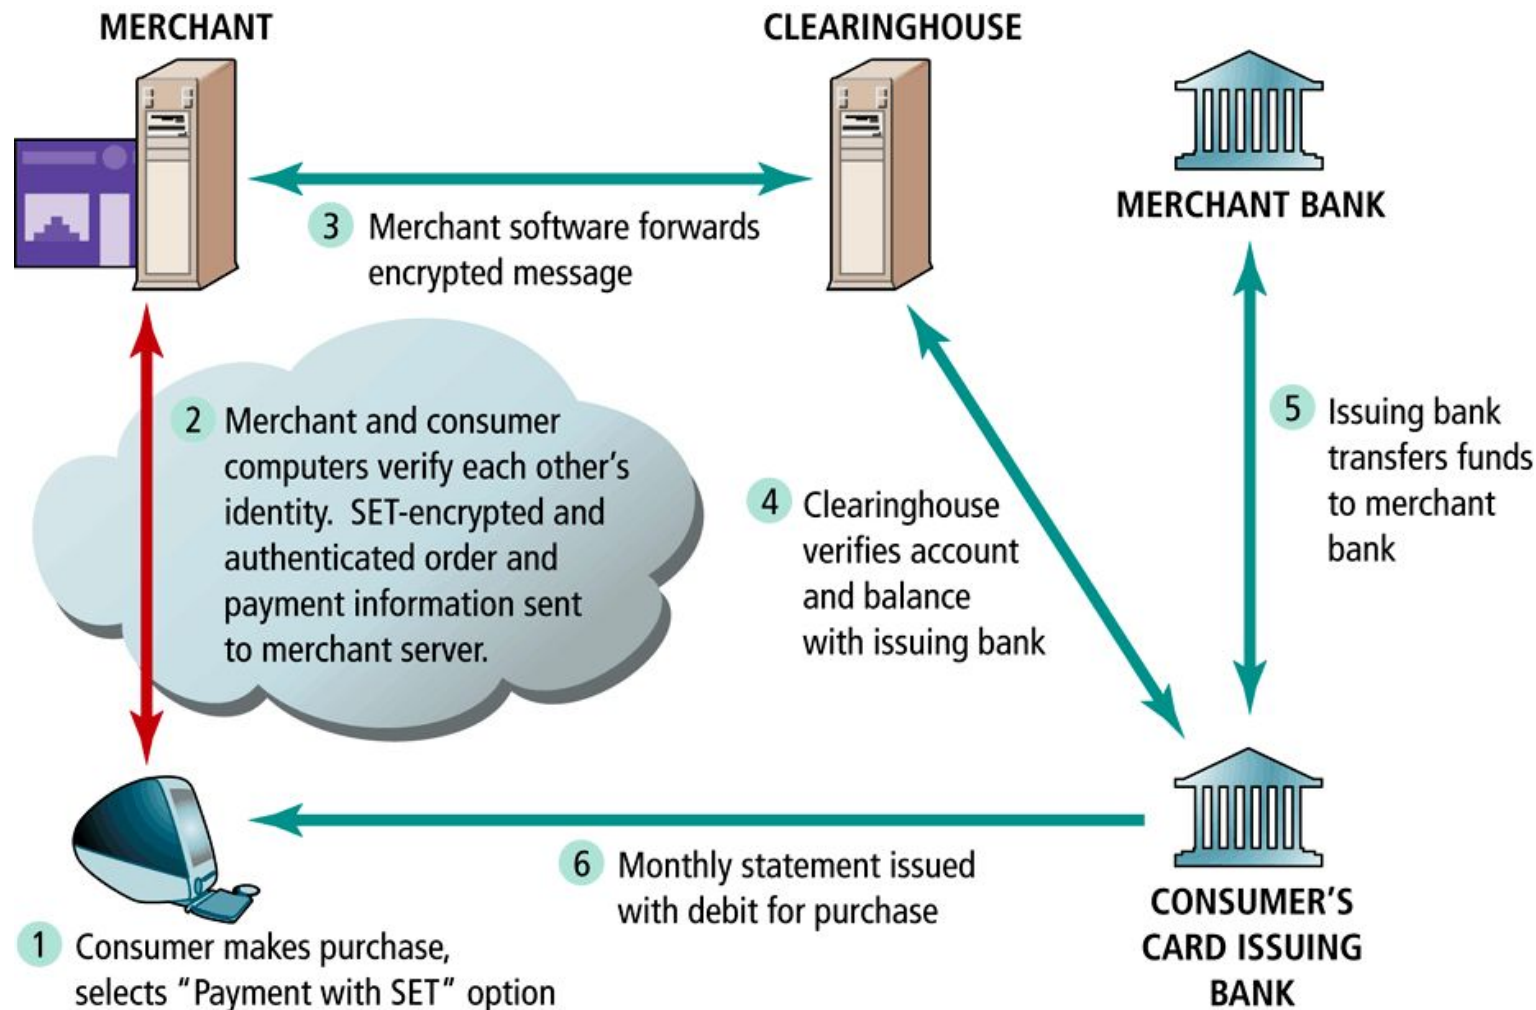 MERCHANT
CLEARINGHOUSE
MERCHANT BANK
3 Merchant software forwards
encrypted message
2 Merchant and consumer
computers verify each other’s
identity. SET-encrypted and
authenticated order and
payment information sent
to merchant server.
4 Clearinghouse
verifies account
and balance
with issuing bank
5 Issuing bank
transfers funds
to merchant
bank
6 Monthly statement issued
with debit for purchase
1 Consumer makes purchase,
selects “Payment with SET” option
CONSUMER’S
CARD ISSUING
BANK